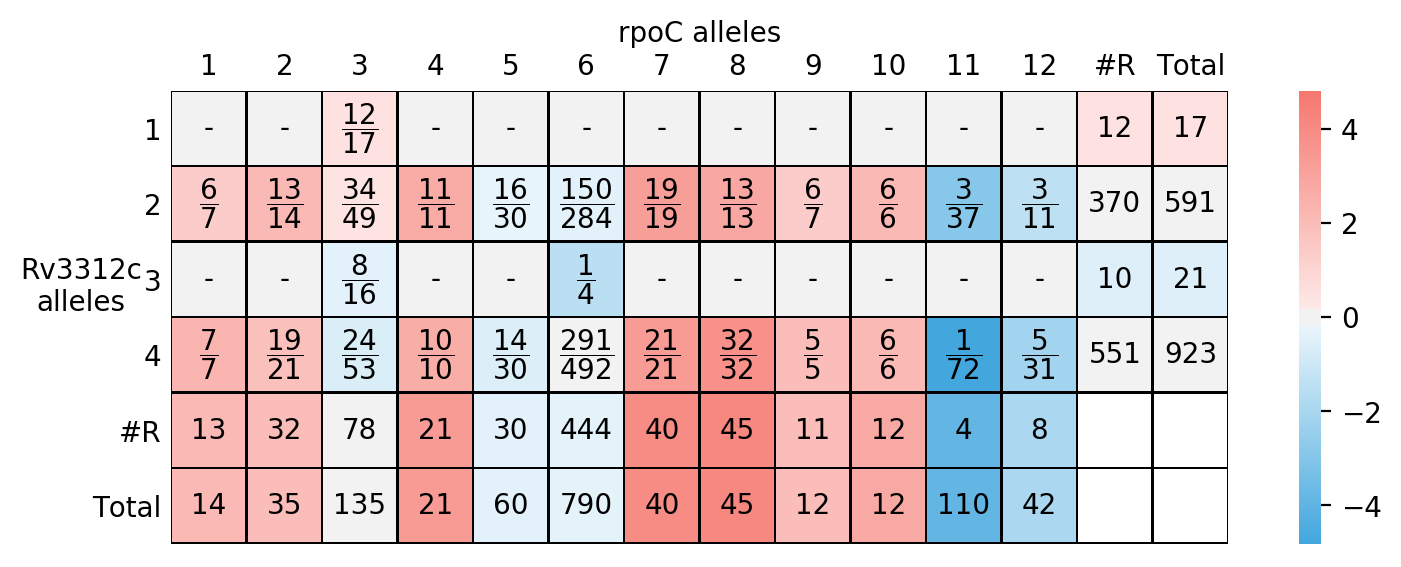 rpoC alleles
1 2 3 4 5 6 7 8 9 10 11 12 #R Total
1 - - 12/17 - - - - - - - - - 12 17
2 6/7 13/14 34/49 11/11 16/30 150/284 19/19 13/13 6/7 6/6 3/37 3/11 370 591
Rv3312c alleles
3 - - 8/16 - - 1/4 - - - - - - 10 21
4 7/7 19/21 24/53 10/10 14/30 291/492 21/21 32/32 5/5 6/6 1/72 5/31 551 923
#R 13 32 78 21 30 444 40 45 11 12 4 8
Total 14 35 135 21 60 790 40 45 12 12 110 42
4
2
0
−2
−4